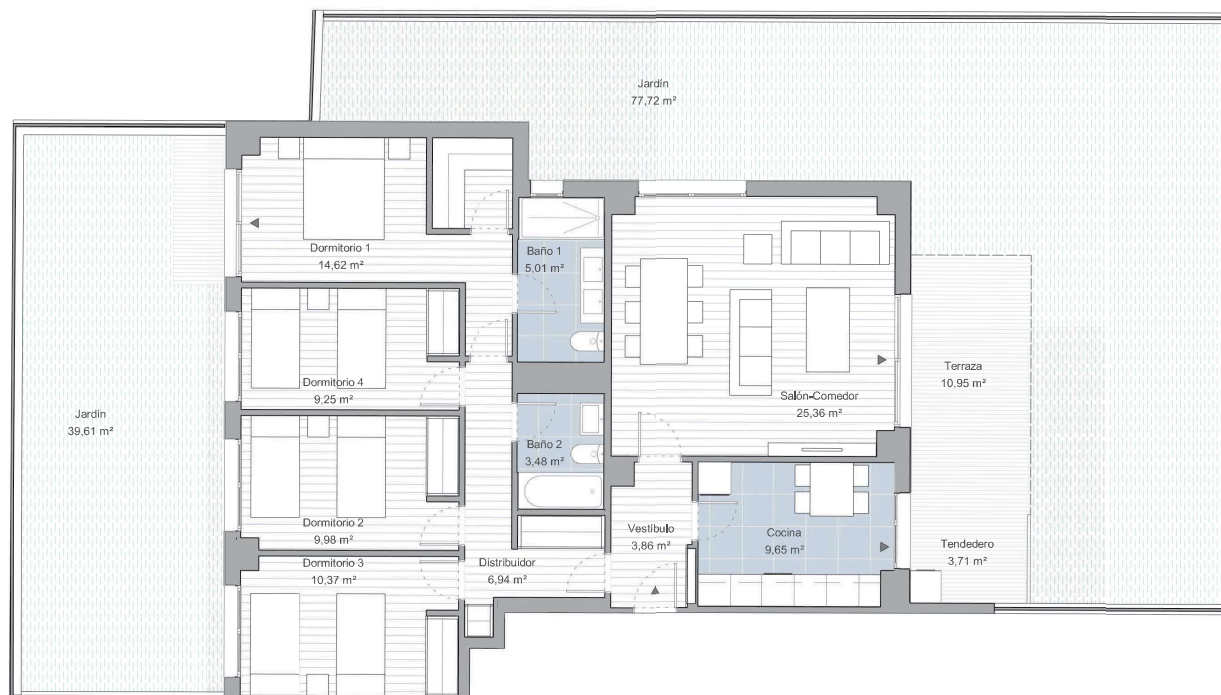 Jardín
77,72 m²
Dormitorio 1
14,62 m²
Baño 1
5,01 m²
Dormitorio 4
9,25 m²
Salón-Comedor
25,36 m²
Terraza
10,95 m²
Jardín
39,61 m²
Baño 2
3,48 m²
Dormitorio 2
9,98 m²
Vestíbulo
3,86 m²
Cocina
9,65 m²
Tendedero
3,71 m²
Dormitorio 3
10,37 m²
Distribuidor
6,94 m²